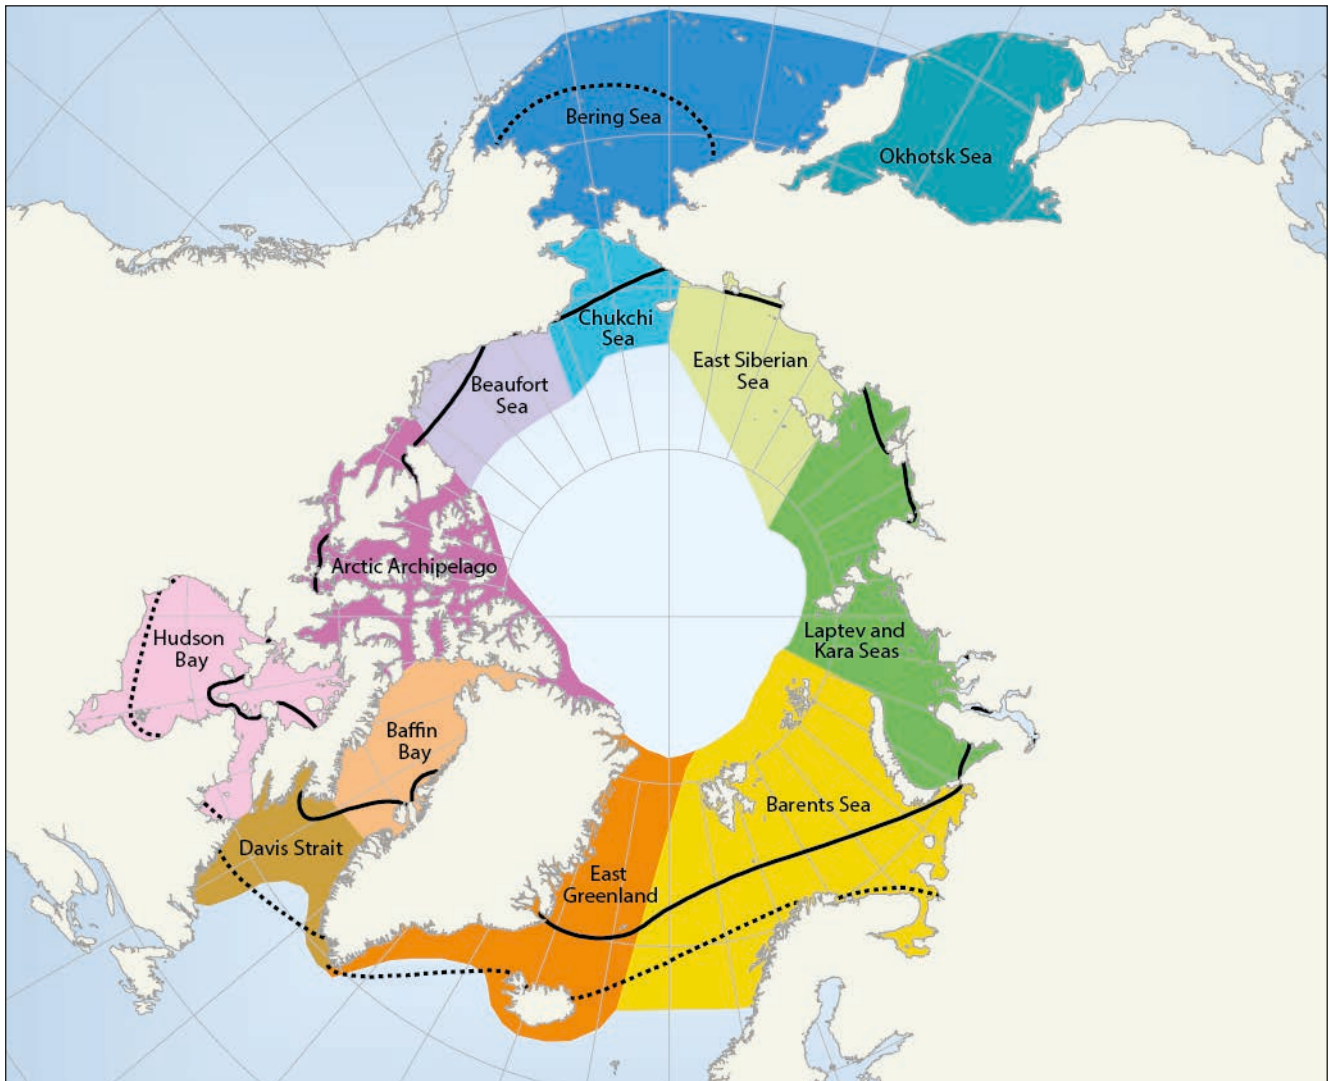 Bering Sea
Okhotsk Sea
Chukchi
Sea
East Siberian
Sea
Beaufort
Sea
Arctic Archipelago
Laptev and
Kara Seas
Hudson
Bay
Baffin
Bay
Barents Sea
Davis Strait
East
Greenland